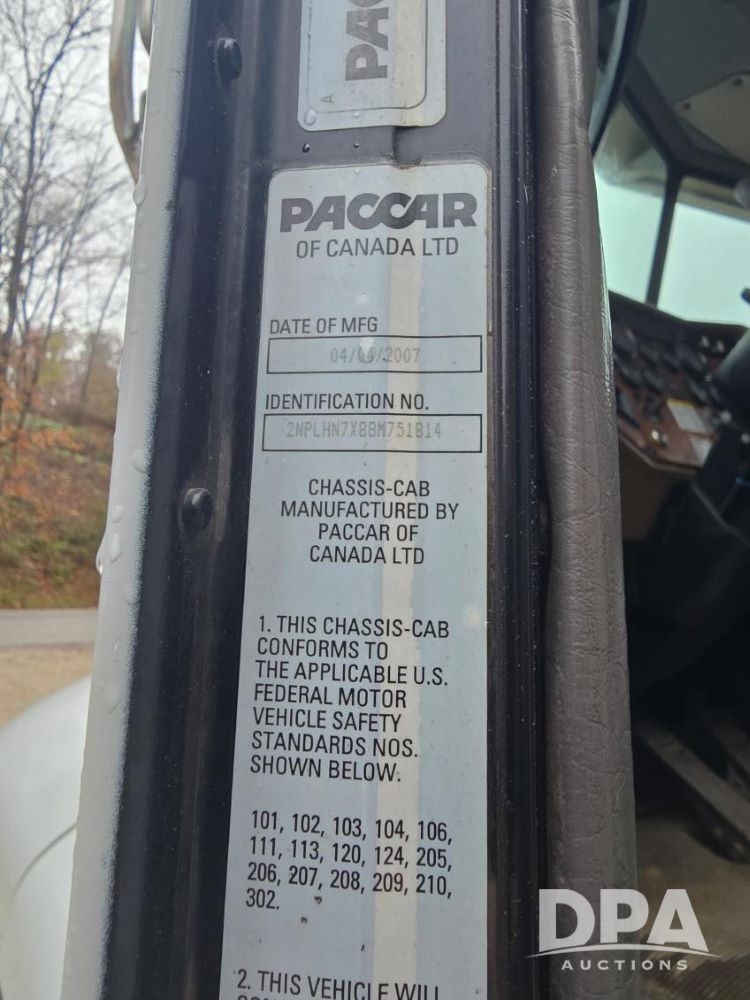 PAC
A
PACCAR
OF CANADA LTD
DATE OF MFG
04/04/2007
IDENTIFICATION NO.
2NPLHN7X88M751814
CHASSIS-CAB
MANUFACTURED BY
PACCAR OF
CANADA LTD
1. THIS CHASSIS-CAB
CONFORMS TO
THE APPLICABLE U.S.
FEDERAL MOTOR
VEHICLE SAFETY
STANDARDS NOS.
SHOWN BELOW.
101, 102, 103, 104, 106,
111, 113, 120, 124, 205,
206, 207, 208, 209, 210,
302.
2. THIS VEHICLE WILL
DPA
AUCTIONS